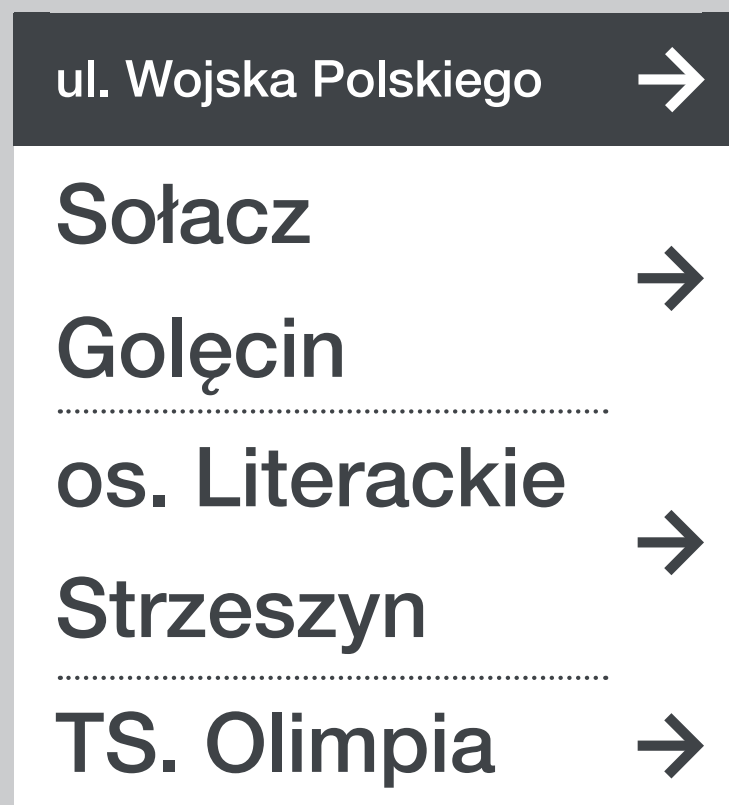 ul. Wojska Polskiego →
Sołacz
→
Golęcin
os. Literackie
→
Strzeszyn
TS. Olimpia →